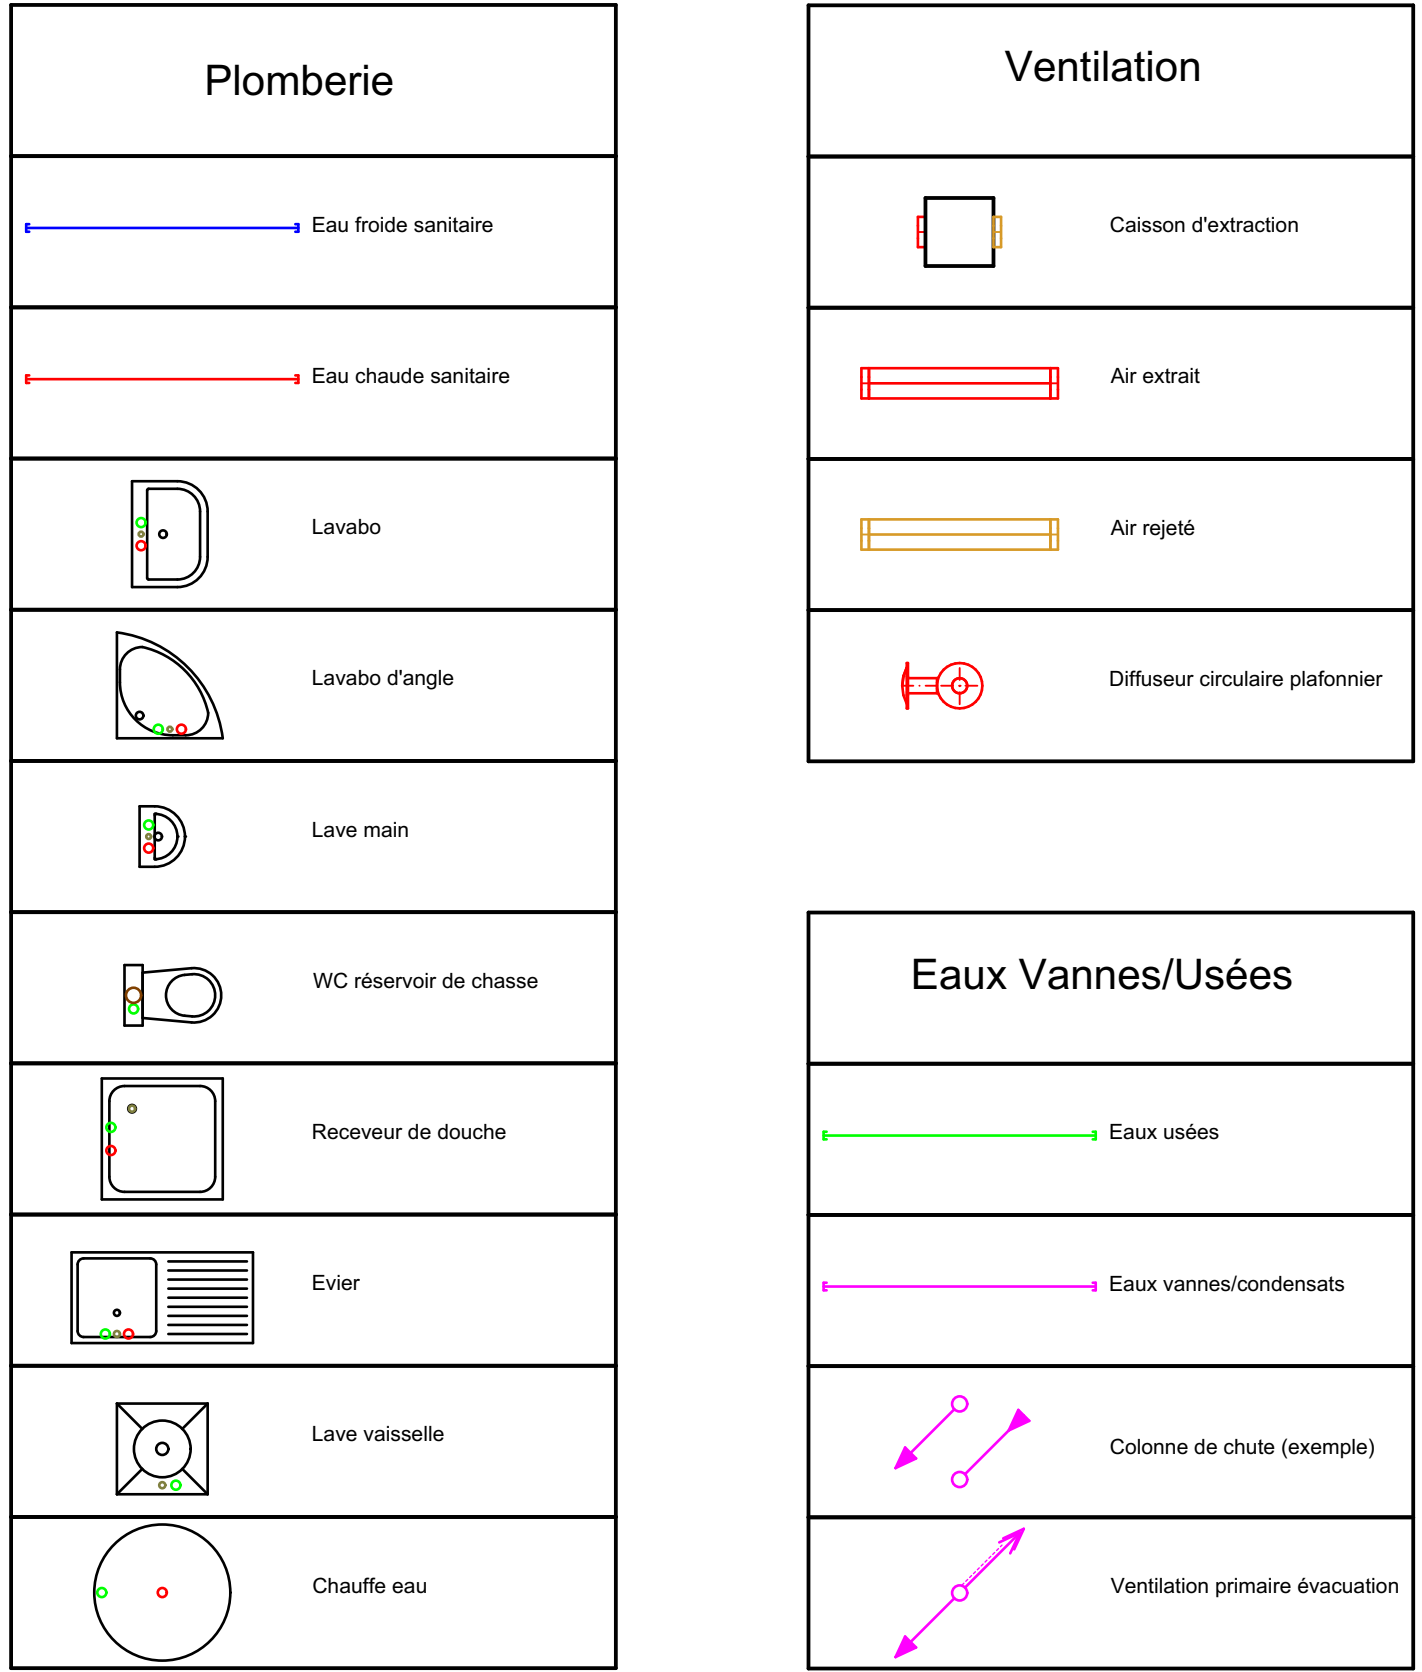 Plomberie
Eau froide sanitaire
Eau chaude sanitaire
Lavabo
Lavabo d'angle
Lave main
WC réservoir de chasse
Receveur de douche
Evier
Lave vaisselle
Chauffe eau
Ventilation
Caisson d'extraction
Air extrait
Air rejeté
Diffuseur circulaire plafonnier
Eaux Vannes/Usées
Eaux usées
Eaux vannes/condensats
Colonne de chute (exemple)
Ventilation primaire évacuation